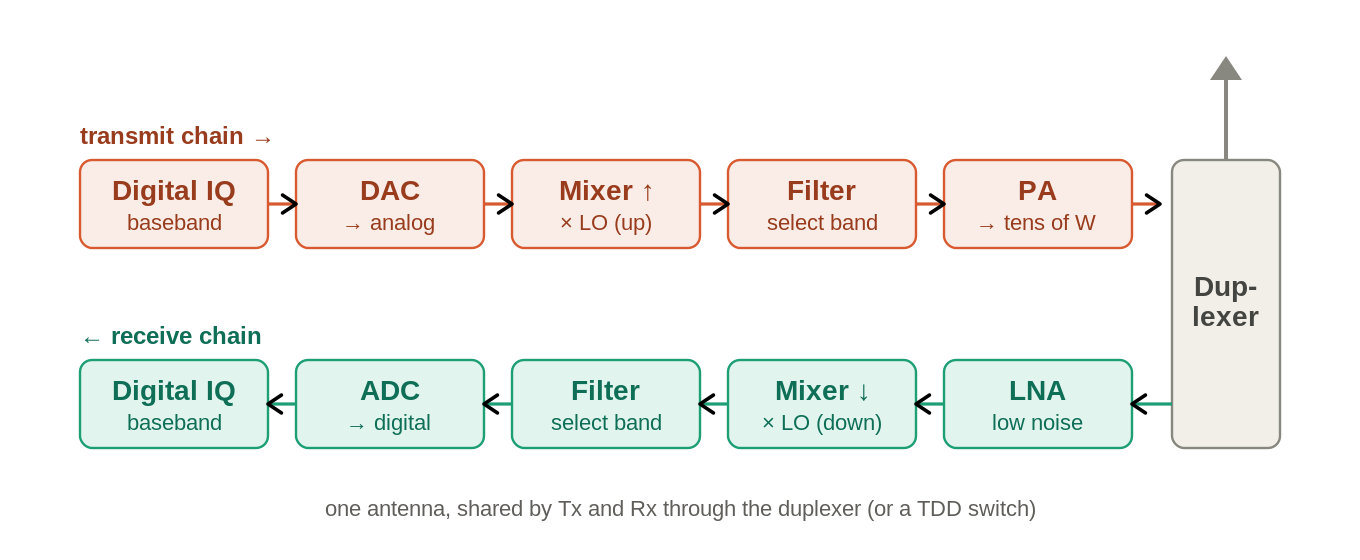 transmit chain →
Digital IQ
baseband
DAC
→ analog
Mixer ↑
× LO (up)
Filter
select band
PA
→ tens of W
Dup-
lexer
← receive chain
Digital IQ
baseband
ADC
→ digital
Filter
select band
Mixer ↓
× LO (down)
LNA
low noise
one antenna, shared by Tx and Rx through the duplexer (or a TDD switch)